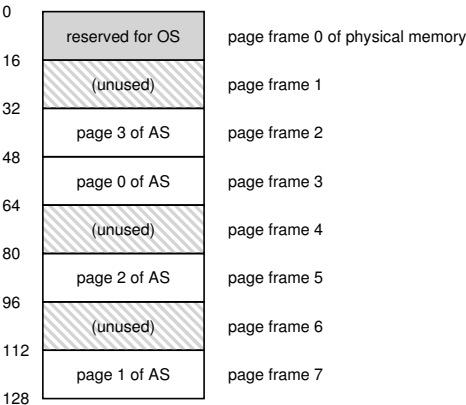 0
reserved for OS page frame 0 of physical memory
16
(unused) page frame 1
32
page 3 of AS page frame 2
48
page 0 of AS page frame 3
64
(unused) page frame 4
80
page 2 of AS page frame 5
96
(unused) page frame 6
112
page 1 of AS page frame 7
128